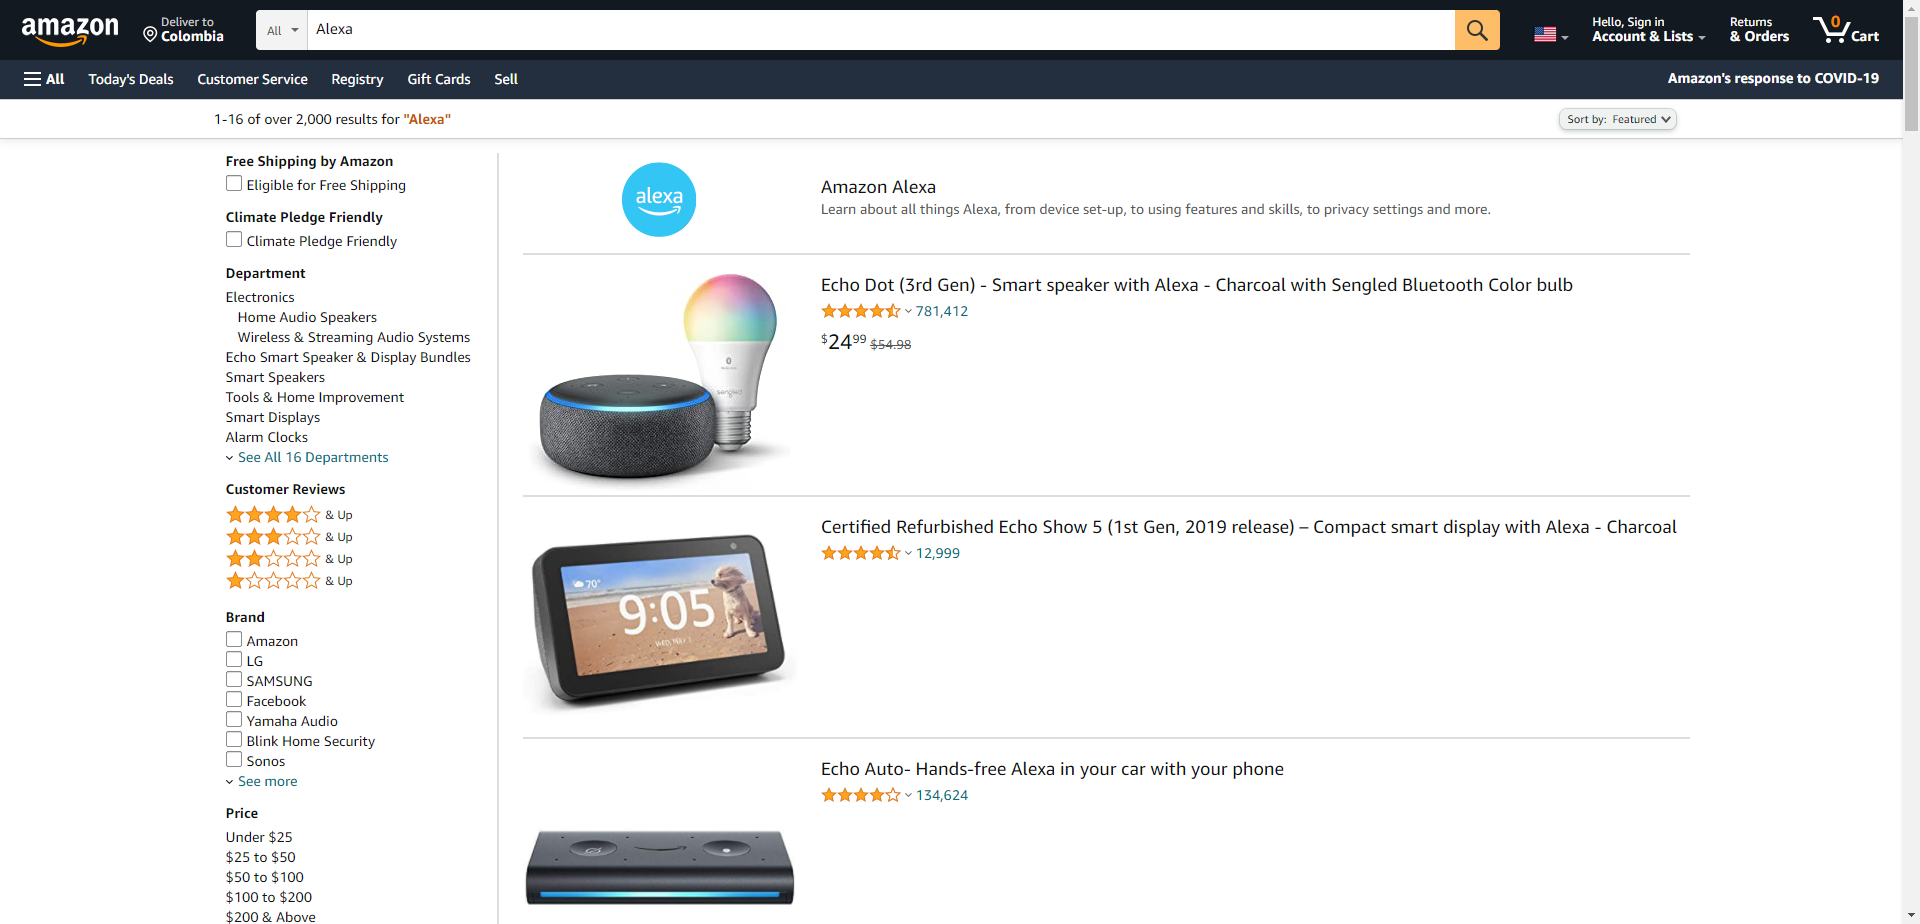 amazon
Deliver to
Colombia
All
Alexa
Hello, Sign in
Account & Lists
Returns
& Orders
0
Cart
All
Today's Deals
Customer Service
Registry
Gift Cards
Sell
Amazon's response to COVID-19
1-16 of over 2,000 results for "Alexa"
Sort by: Featured
Free Shipping by Amazon
Eligible for Free Shipping
Climate Pledge Friendly
Climate Pledge Friendly
Department
Electronics
Home Audio Speakers
Wireless & Streaming Audio Systems
Echo Smart Speaker & Display Bundles
Smart Speakers
Tools & Home Improvement
Smart Displays
Alarm Clocks
See All 16 Departments
Customer Reviews
& Up
& Up
& Up
& Up
Brand
Amazon
LG
SAMSUNG
Facebook
Yamaha Audio
Blink Home Security
Sonos
See more
Price
Under $25
$25 to $50
$50 to $100
$100 to $200
$200 & Above
alexa
Amazon Alexa
Learn about all things Alexa, from device set-up, to using features and skills, to privacy settings and more.
sengled
Echo Dot (3rd Gen) - Smart speaker with Alexa - Charcoal with Sengled Bluetooth Color bulb
781,412
$24.99 $54.98
70°
9:05
Certified Refurbished Echo Show 5 (1st Gen, 2019 release) – Compact smart display with Alexa - Charcoal
12,999
Echo Auto- Hands-free Alexa in your car with your phone
134,624